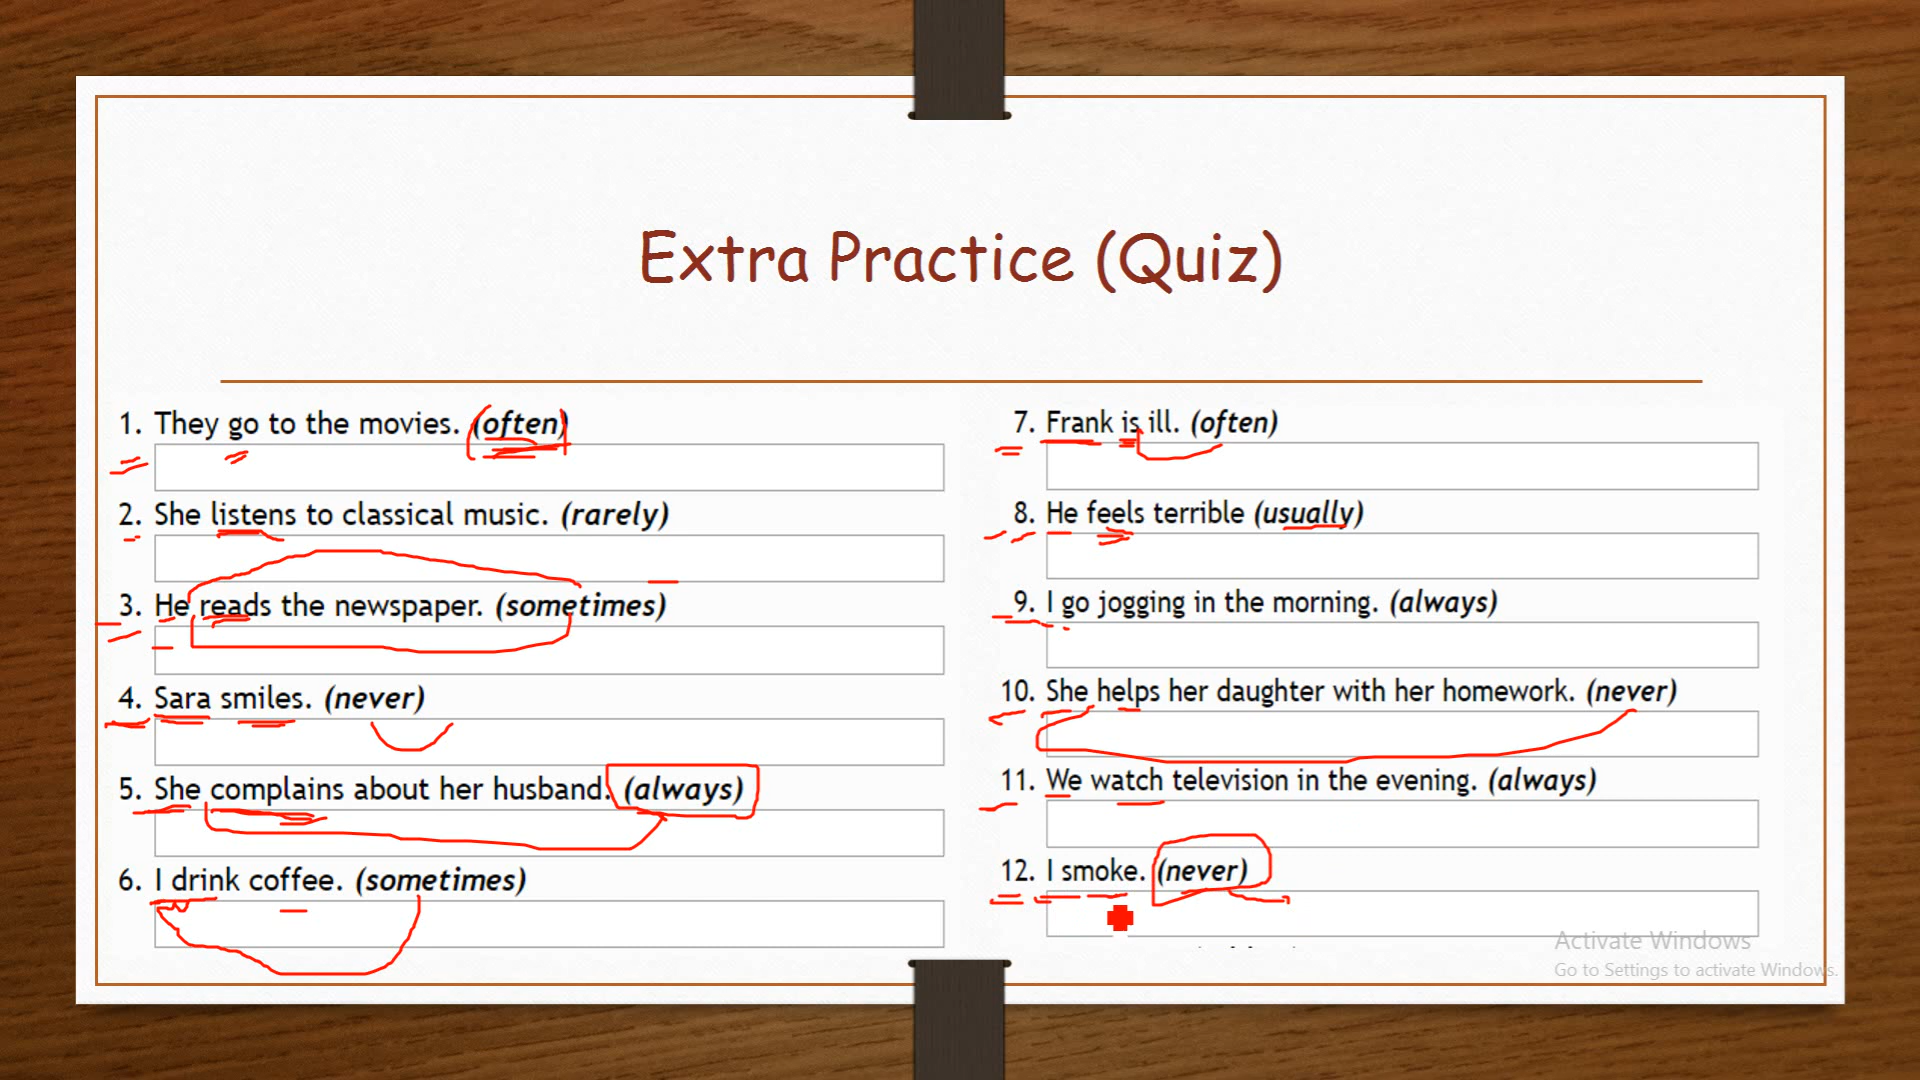 Extra Practice (Quiz)
1. They go to the movies. (often)
2. She listens to classical music. (rarely)
3. He reads the newspaper. (sometimes)
4. Sara smiles. (never)
5. She complains about her husband. (always)
6. I drink coffee. (sometimes)
7. Frank is ill. (often)
8. He feels terrible (usually)
9. I go jogging in the morning. (always)
10. She helps her daughter with her homework. (never)
11. We watch television in the evening. (always)
12. I smoke. (never)
Activate Windows
Go to Settings to activate Windows.